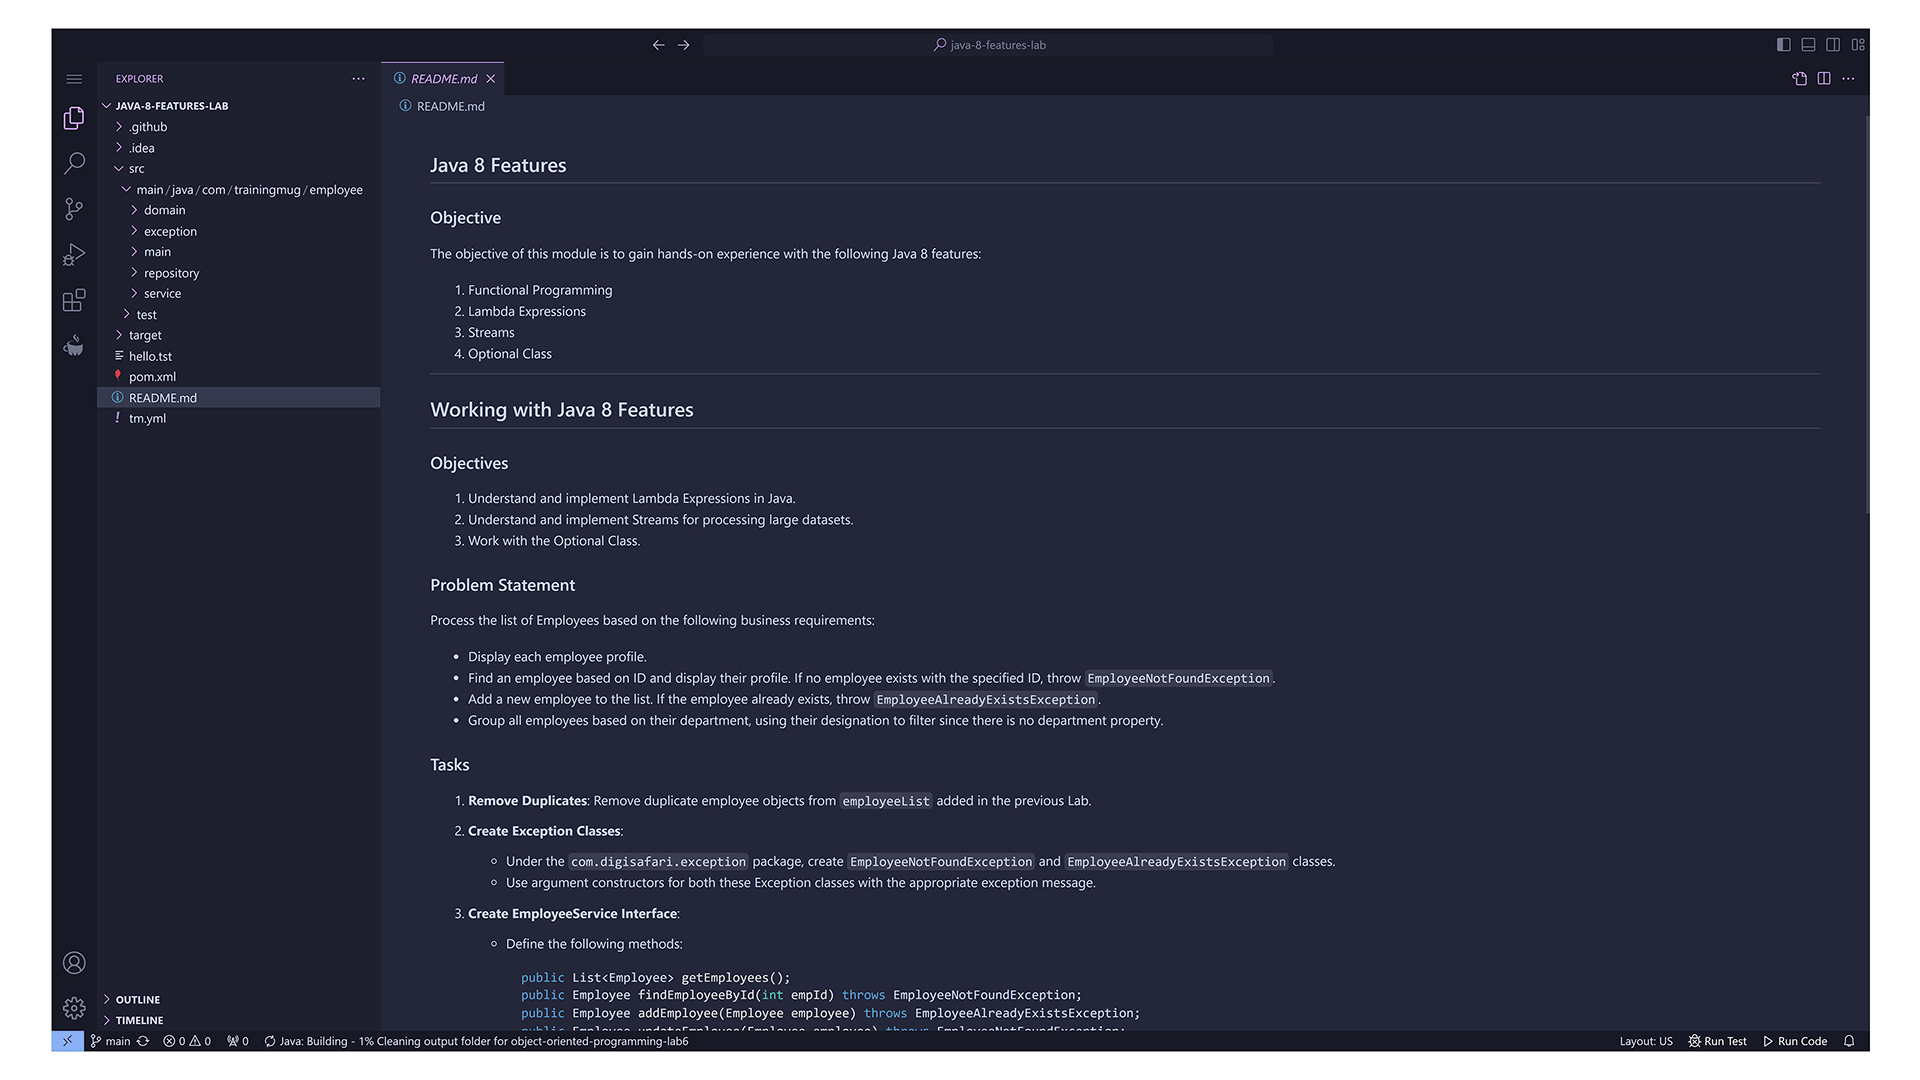 java-8-features-lab
EXPLORER
README.md
JAVA-8-FEATURES-LAB
.github
.idea
src
main/java/com/trainingmug/employee
domain
exception
main
repository
service
test
target
hello.tst
pom.xml
README.md
tm.yml
OUTLINE
TIMELINE
README.md
Java 8 Features
Objective
The objective of this module is to gain hands-on experience with the following Java 8 features:
1. Functional Programming
2. Lambda Expressions
3. Streams
4. Optional Class
Working with Java 8 Features
Objectives
1. Understand and implement Lambda Expressions in Java.
2. Understand and implement Streams for processing large datasets.
3. Work with the Optional Class.
Problem Statement
Process the list of Employees based on the following business requirements:
• Display each employee profile.
• Find an employee based on ID and display their profile. If no employee exists with the specified ID, throw EmployeeNotFoundException.
• Add a new employee to the list. If the employee already exists, throw EmployeeAlreadyExistsException.
• Group all employees based on their department, using their designation to filter since there is no department property.
Tasks
1. Remove Duplicates: Remove duplicate employee objects from employeeList added in the previous Lab.
2. Create Exception Classes:
Under the com.digisafari.exception package, create EmployeeNotFoundException and EmployeeAlreadyExistsException classes.
Use argument constructors for both these Exception classes with the appropriate exception message.
3. Create EmployeeService Interface:
Define the following methods:
public List<Employee> getEmployees();
public Employee findEmployeeById(int empId) throws EmployeeNotFoundException;
public Employee addEmployee(Employee employee) throws EmployeeAlreadyExistsException;
public Employee updateEmployee(Employee employee) throws EmployeeNotFoundException;
main 0 0 0 Java: Building - 1% Cleaning output folder for object-oriented-programming-lab6 Layout: US Run Test Run Code